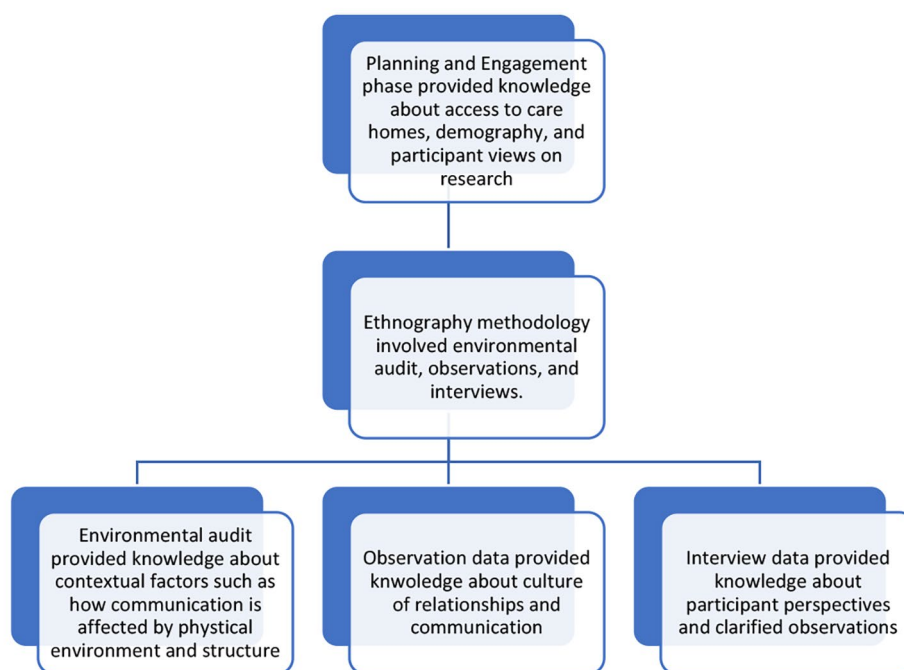 Planning and Engagement
phase provided knowledge
about access to care
homes, demography, and
participant views on
research
Ethnography methodology
involved environmental
audit, observations, and
interviews.
Environmental audit
provided knowledge about
contextual factors such as
how communication is
affected by physical
environment and structure
Observation data provided
knwoledge about culture
of relationships and
communication
Interview data provided
knowledge about
participant perspectives
and clarified observations